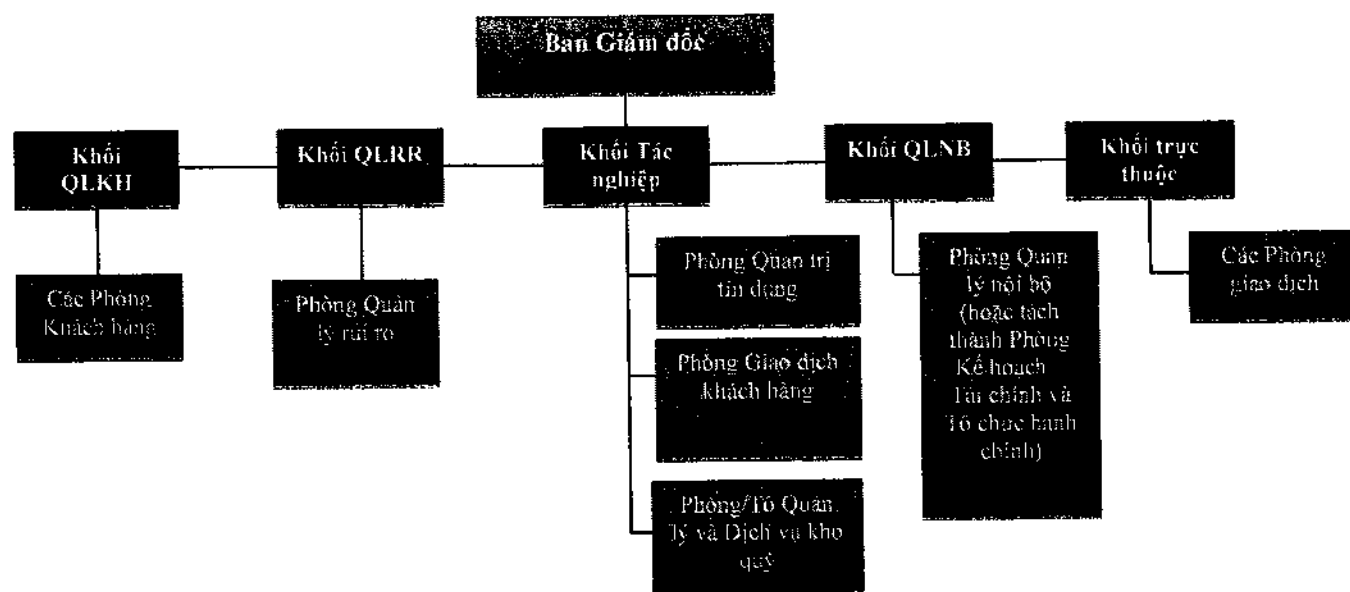 Ban Giám đốc
Khối
QLKH
Khối QLRR
Khối Tác
nghiệp
Khối QLNB
Khối trực
thuộc
Các Phòng
Khách hàng
Phòng Quản
lý rủi ro
Phòng Quản trị
tín dụng
Phòng Giao dịch
khách hàng
Phòng/Tổ Quản
lý và Dịch vụ kho
quỹ
Phòng Quản
lý nội bộ
(hoặc tách
thành Phòng
Kế hoạch
Tài chính và
Tổ chức hành
chính)
Các Phòng
giao dịch